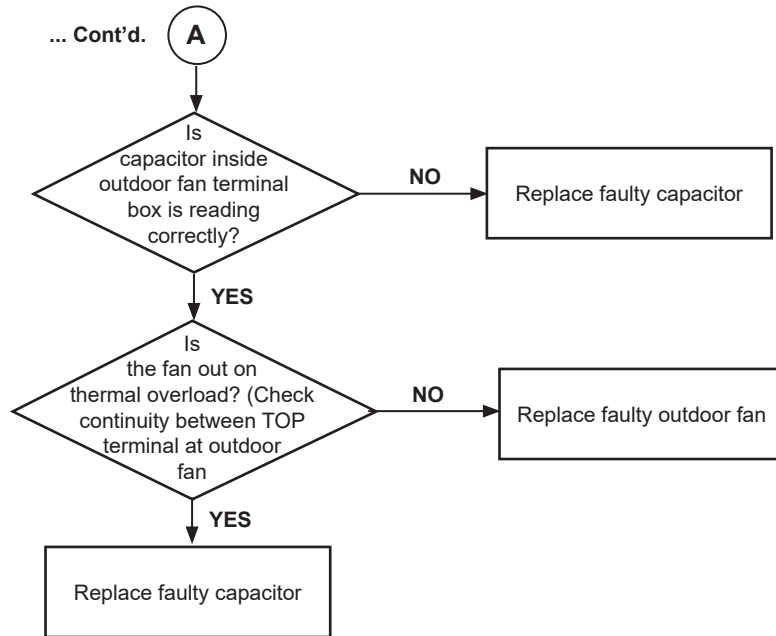 ... Cont’d.
A
Is
capacitor inside
outdoor fan terminal
box is reading
correctly?
NO
Replace faulty capacitor
YES
Is
the fan out on
thermal overload? (Check
continuity between TOP
terminal at outdoor
fan
NO
Replace faulty outdoor fan
YES
Replace faulty capacitor